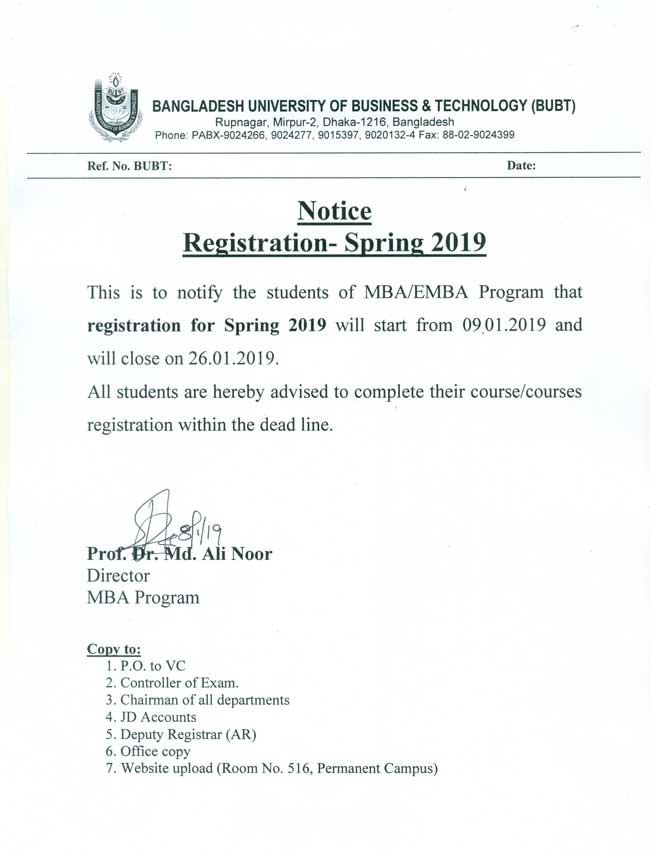 BANGLADESH UNIVERSITY OF BUSINESS & TECHNOLOGY (BUBT)
Rupnagar, Mirpur-2, Dhaka-1216, Bangladesh
Phone: PABX-9024266, 9024277, 9015397, 9020132-4 Fax: 88-02-9024399
Ref. No. BUBT: Date:
Notice
Registration- Spring 2019
This is to notify the students of MBA/EMBA Program that
registration for Spring 2019 will start from 09.01.2019 and
will close on 26.01.2019.
All students are hereby advised to complete their course/courses
registration within the dead line.
8/1/19
Prof. Dr. Md. Ali Noor
Director
MBA Program
Copy to:
1. P.O. to VC
2. Controller of Exam.
3. Chairman of all departments
4. JD Accounts
5. Deputy Registrar (AR)
6. Office copy
7. Website upload (Room No. 516, Permanent Campus)